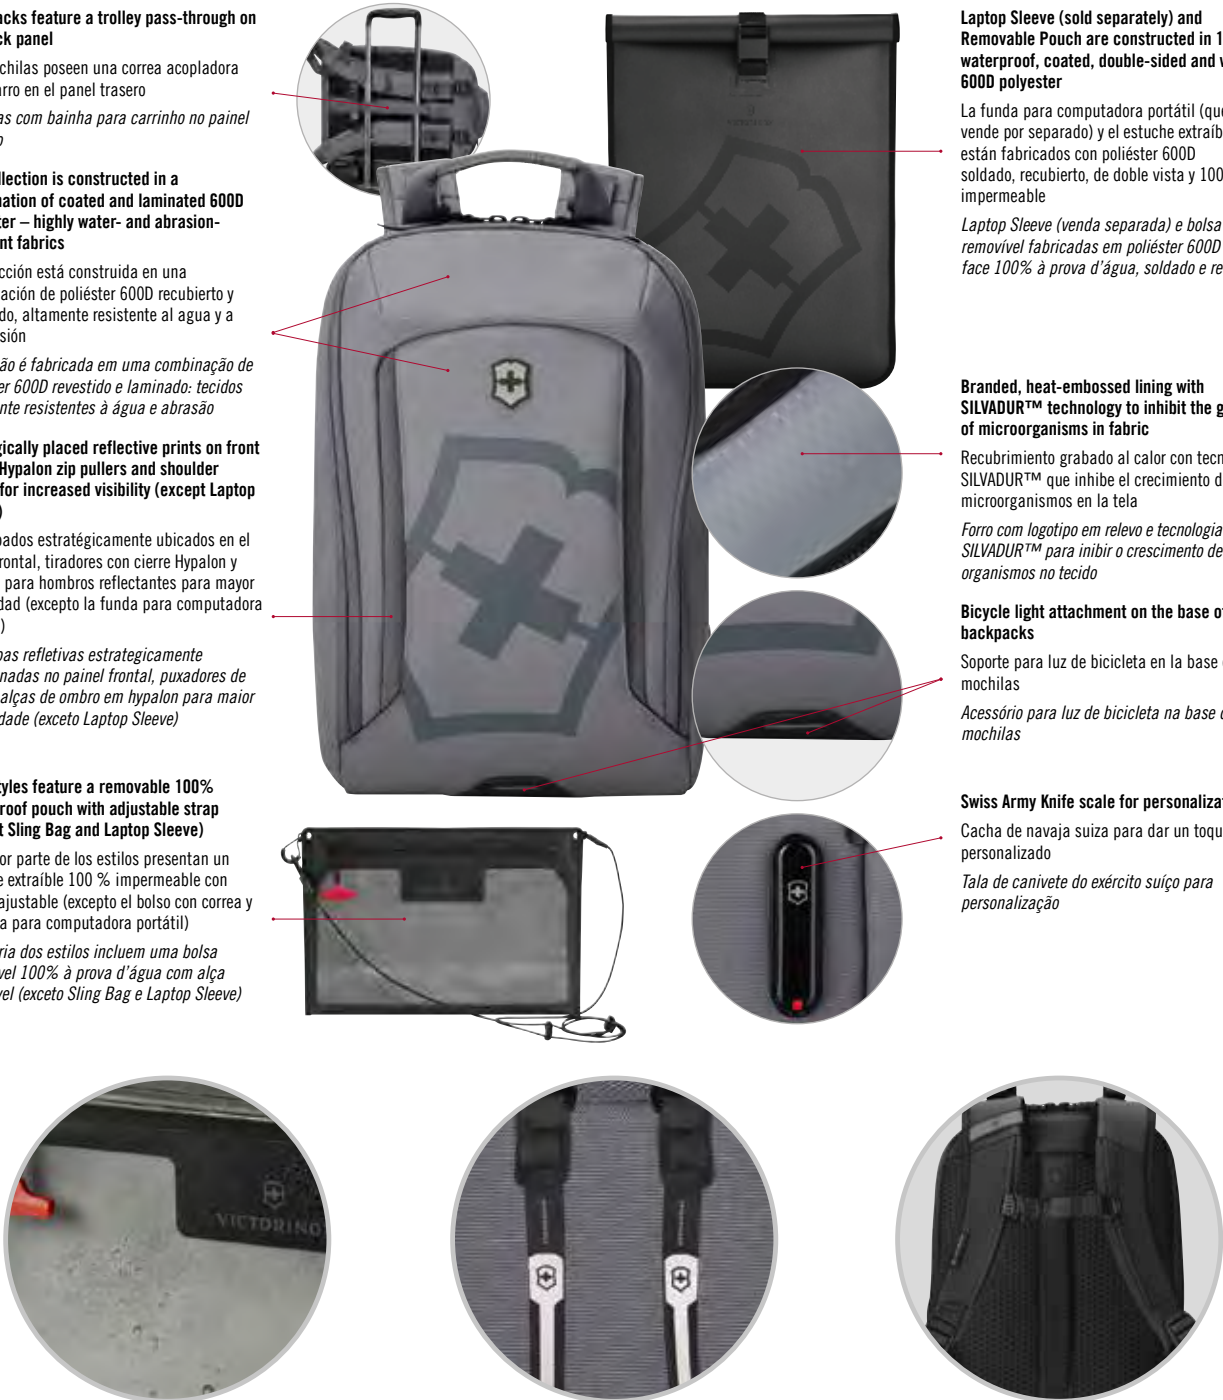 acks feature a trolley pass-through on
ck panel
chilas poseen una correa acopladora
arro en el panel trasero
as com bainha para carrinho no painel
o
llection is constructed in a
nation of coated and laminated 600D
ter – highly water- and abrasion-
nt fabrics
cción está construida en una
ación de poliéster 600D recubierto y
do, altamente resistente al agua y a
sión
ão é fabricada em uma combinação de
er 600D revestido e laminado: tecidos
nte resistentes à água e abrasão
gically placed reflective prints on front
Hypalon zip pullers and shoulder
for increased visibility (except Laptop
)
pados estratégicamente ubicados en el
rontal, tiradores con cierre Hypalon y
para hombros reflectantes para mayor
dad (excepto la funda para computadora
)
pas refletivas estrategicamente
nadas no painel frontal, puxadores de
alças de ombro em hypalon para maior
dade (exceto Laptop Sleeve)
tyles feature a removable 100%
roof pouch with adjustable strap
t Sling Bag and Laptop Sleeve)
or parte de los estilos presentan un
e extraíble 100 % impermeable con
ajustable (excepto el bolso con correa y
a para computadora portátil)
ria dos estilos incluem uma bolsa
vel 100% à prova d'água com alça
vel (exceto Sling Bag e Laptop Sleeve)
Laptop Sleeve (sold separately) and
Removable Pouch are constructed in 1
waterproof, coated, double-sided and w
600D polyester
La funda para computadora portátil (que
vende por separado) y el estuche extraíb
están fabricados con poliéster 600D
soldado, recubierto, de doble vista y 100
impermeable
Laptop Sleeve (venda separada) e bolsa
removível fabricadas em poliéster 600D
face 100% à prova d'água, soldado e re
Branded, heat-embossed lining with
SILVADUR™ technology to inhibit the g
of microorganisms in fabric
Recubrimiento grabado al calor con tecn
SILVADUR™ que inhibe el crecimiento d
microorganismos en la tela
Forro com logotipo em relevo e tecnologia
SILVADUR™ para inibir o crescimento de
organismos no tecido
Bicycle light attachment on the base of
backpacks
Soporte para luz de bicicleta en la base
mochilas
Acessório para luz de bicicleta na base d
mochilas
Swiss Army Knife scale for personaliza
Cacha de navaja suiza para dar un toqu
personalizado
Tala de canivete do exército suíço para
personalização
VICTORINO